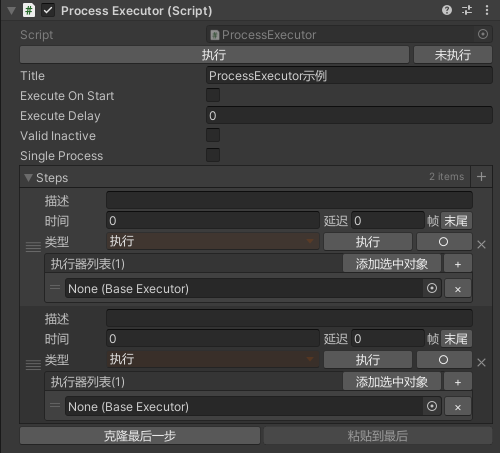 Process Executor (Script)
Script ProcessExecutor
执行 未执行
Title ProcessExecutor示例
Execute On Start
Execute Delay 0
Valid Inactive
Single Process
Steps 2 items +
描述
时间 0 延迟 0 帧 末尾
类型 执行 执行 O ×
执行器列表(1) 添加选中对象 +
None (Base Executor) ×
描述
时间 0 延迟 0 帧 末尾
类型 执行 执行 O ×
执行器列表(1) 添加选中对象 +
None (Base Executor) ×
克隆最后一步 粘贴到最后